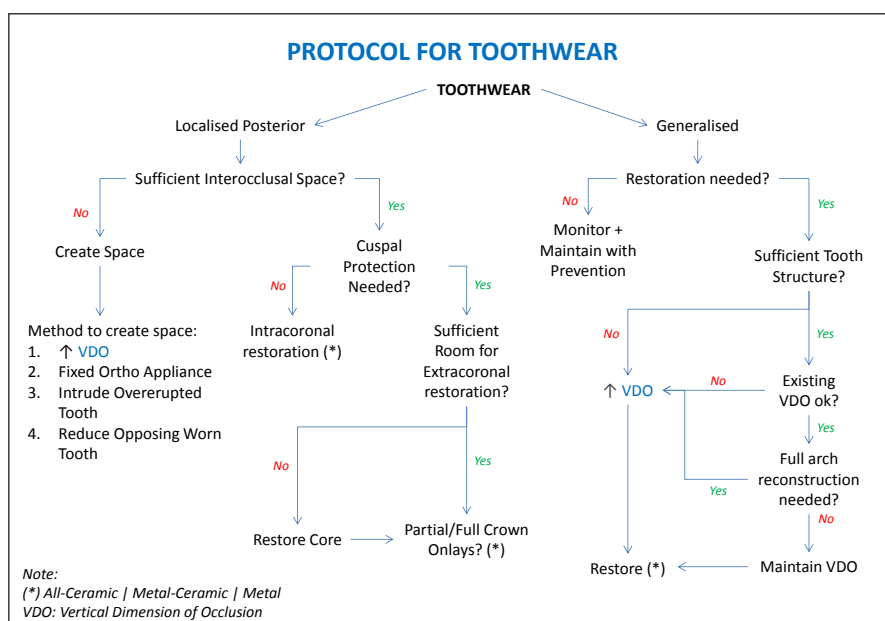 PROTOCOL FOR TOOTHWEAR
TOOTHWEAR
Localised Posterior
Generalised
Sufficient Interocclusal Space?
Restoration needed?
No
Yes
No
Yes
Create Space
Cuspal
Protection
Needed?
Monitor +
Maintain with
Prevention
Sufficient Tooth
Structure?
No
Yes
No
Yes
Method to create space:
1. ↑ VDO
2. Fixed Ortho Appliance
3. Intrude Overerupted
Tooth
4. Reduce Opposing Worn
Tooth
Intracoronal
restoration (*)
Sufficient
Room for
Extracoronal
restoration?
↑ VDO
No
Existing
VDO ok?
Yes
No
Yes
Full arch
reconstruction
needed?
Yes
No
Restore Core
Partial/Full Crown
Onlays? (*)
Restore (*)
Maintain VDO
Note:
(*) All-Ceramic | Metal-Ceramic | Metal
VDO: Vertical Dimension of Occlusion